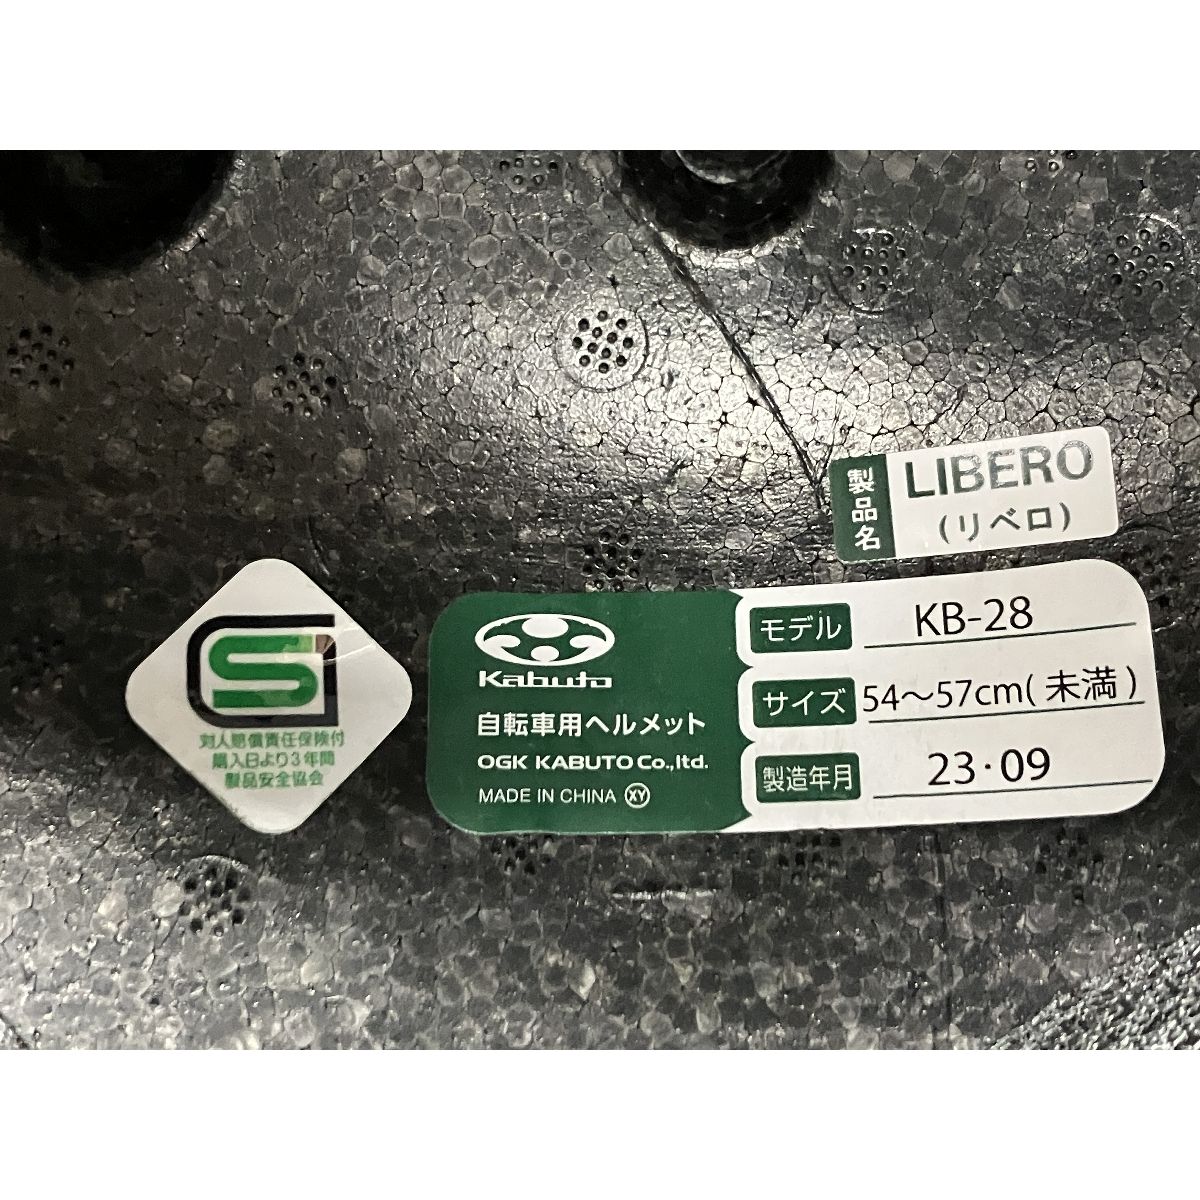 製品名
LIBERO
(リベロ)
SG
対人賠償責任保険付
購入日より3年間
製品安全協会
Kabuto
自転車用ヘルメット
OGK KABUTO Co.,ltd.
MADE IN CHINA XY
モデル KB-28
サイズ 54～57cm(未満)
製造年月 23・09